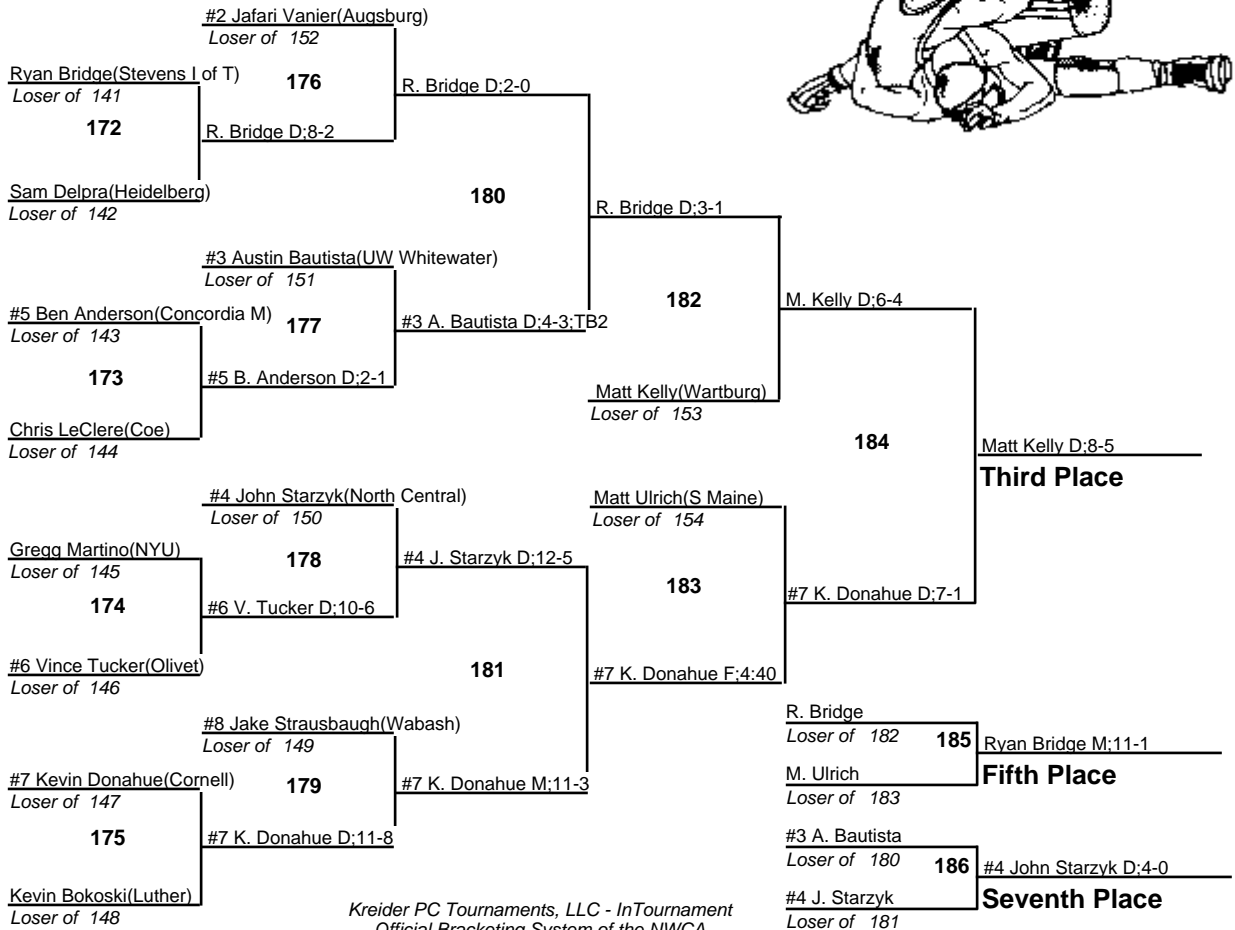 #2 Jafari Vanier(Augsburg)
Loser of 152
Ryan Bridge(Stevens I of T)
Loser of 141
176
R. Bridge D;2-0
172
R. Bridge D;8-2
Sam Delpra(Heidelberg)
Loser of 142
180
R. Bridge D;3-1
#3 Austin Bautista(UW Whitewater)
Loser of 151
182
M. Kelly D;6-4
#5 Ben Anderson(Concordia M)
Loser of 143
177
#3 A. Bautista D;4-3;TB2
173
#5 B. Anderson D;2-1
Matt Kelly(Wartburg)
Loser of 153
Chris LeClere(Coe)
Loser of 144
184
Matt Kelly D;8-5
Third Place
#4 John Starzyk(North Central)
Loser of 150
Matt Ulrich(S Maine)
Loser of 154
Gregg Martino(NYU)
Loser of 145
178
#4 J. Starzyk D;12-5
183
174
#6 V. Tucker D;10-6
#7 K. Donahue D;7-1
#6 Vince Tucker(Olivet)
Loser of 146
181
#7 K. Donahue F;4:40
#8 Jake Strausbaugh(Wabash)
Loser of 149
R. Bridge
Loser of 182
185
Ryan Bridge M;11-1
Fifth Place
#7 Kevin Donahue(Cornell)
Loser of 147
179
#7 K. Donahue M;11-3
M. Ulrich
Loser of 183
175
#7 K. Donahue D;11-8
#3 A. Bautista
Loser of 180
186
#4 John Starzyk D;4-0
Seventh Place
Kevin Bokoski(Luther)
Loser of 148
#4 J. Starzyk
Loser of 181
Kreider PC Tournaments, LLC - InTournament
Official Bracketing System of the NWCA